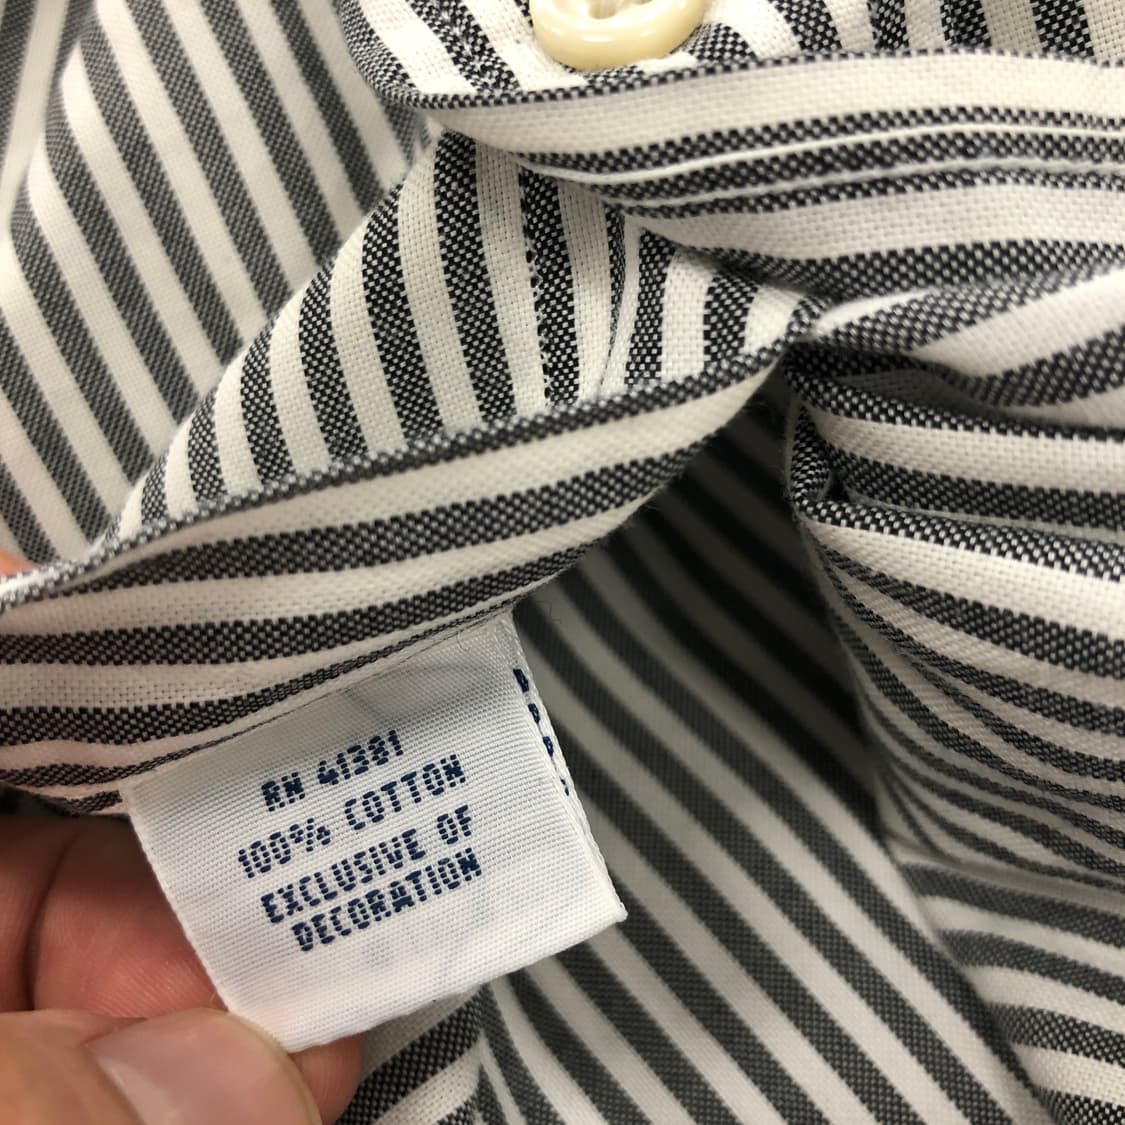 RN 41381
100% COTTON
EXCLUSIVE OF
DECORATION